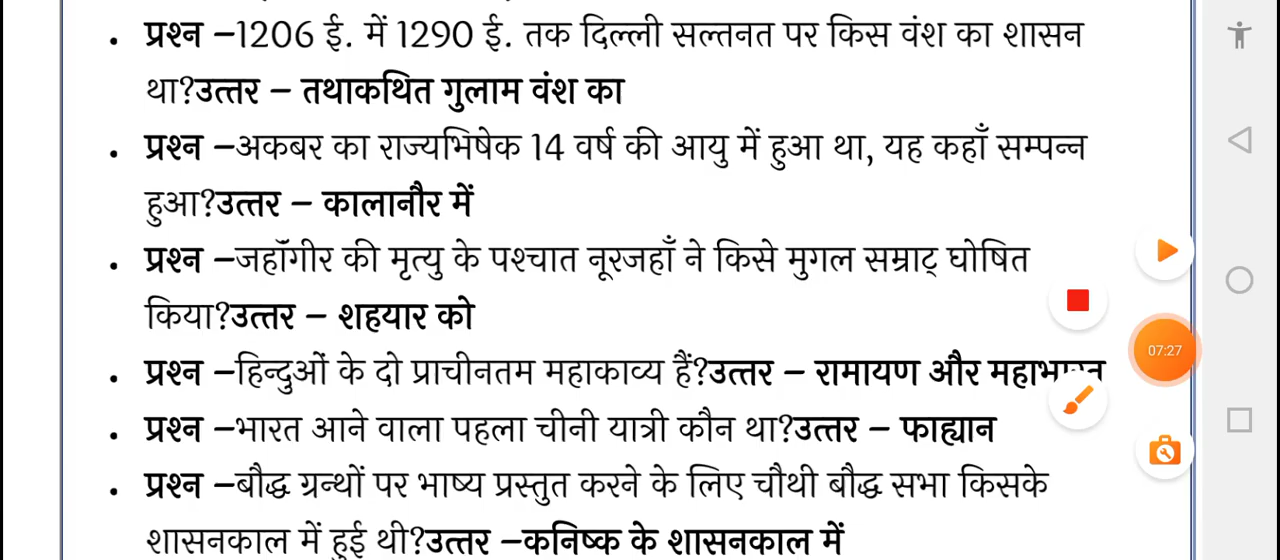 • प्रश्न –1206 ई. में 1290 ई. तक दिल्ली सल्तनत पर किस वंश का शासन
था?उत्तर – तथाकथित गुलाम वंश का
• प्रश्न –अकबर का राज्यभिषेक 14 वर्ष की आयु में हुआ था, यह कहाँ सम्पन्न
हुआ?उत्तर – कालानौर में
• प्रश्न –जहॉंगीर की मृत्यु के पश्चात नूरजहाँ ने किसे मुगल सम्राट् घोषित
किया?उत्तर – शहयार को
• प्रश्न –हिन्दुओं के दो प्राचीनतम महाकाव्य हैं?उत्तर – रामायण और महाभारत
• प्रश्न –भारत आने वाला पहला चीनी यात्री कौन था?उत्तर – फाह्यान
• प्रश्न –बौद्ध ग्रन्थों पर भाष्य प्रस्तुत करने के लिए चौथी बौद्ध सभा किसके
शासनकाल में हुई थी?उत्तर –कनिष्क के शासनकाल में
07:27